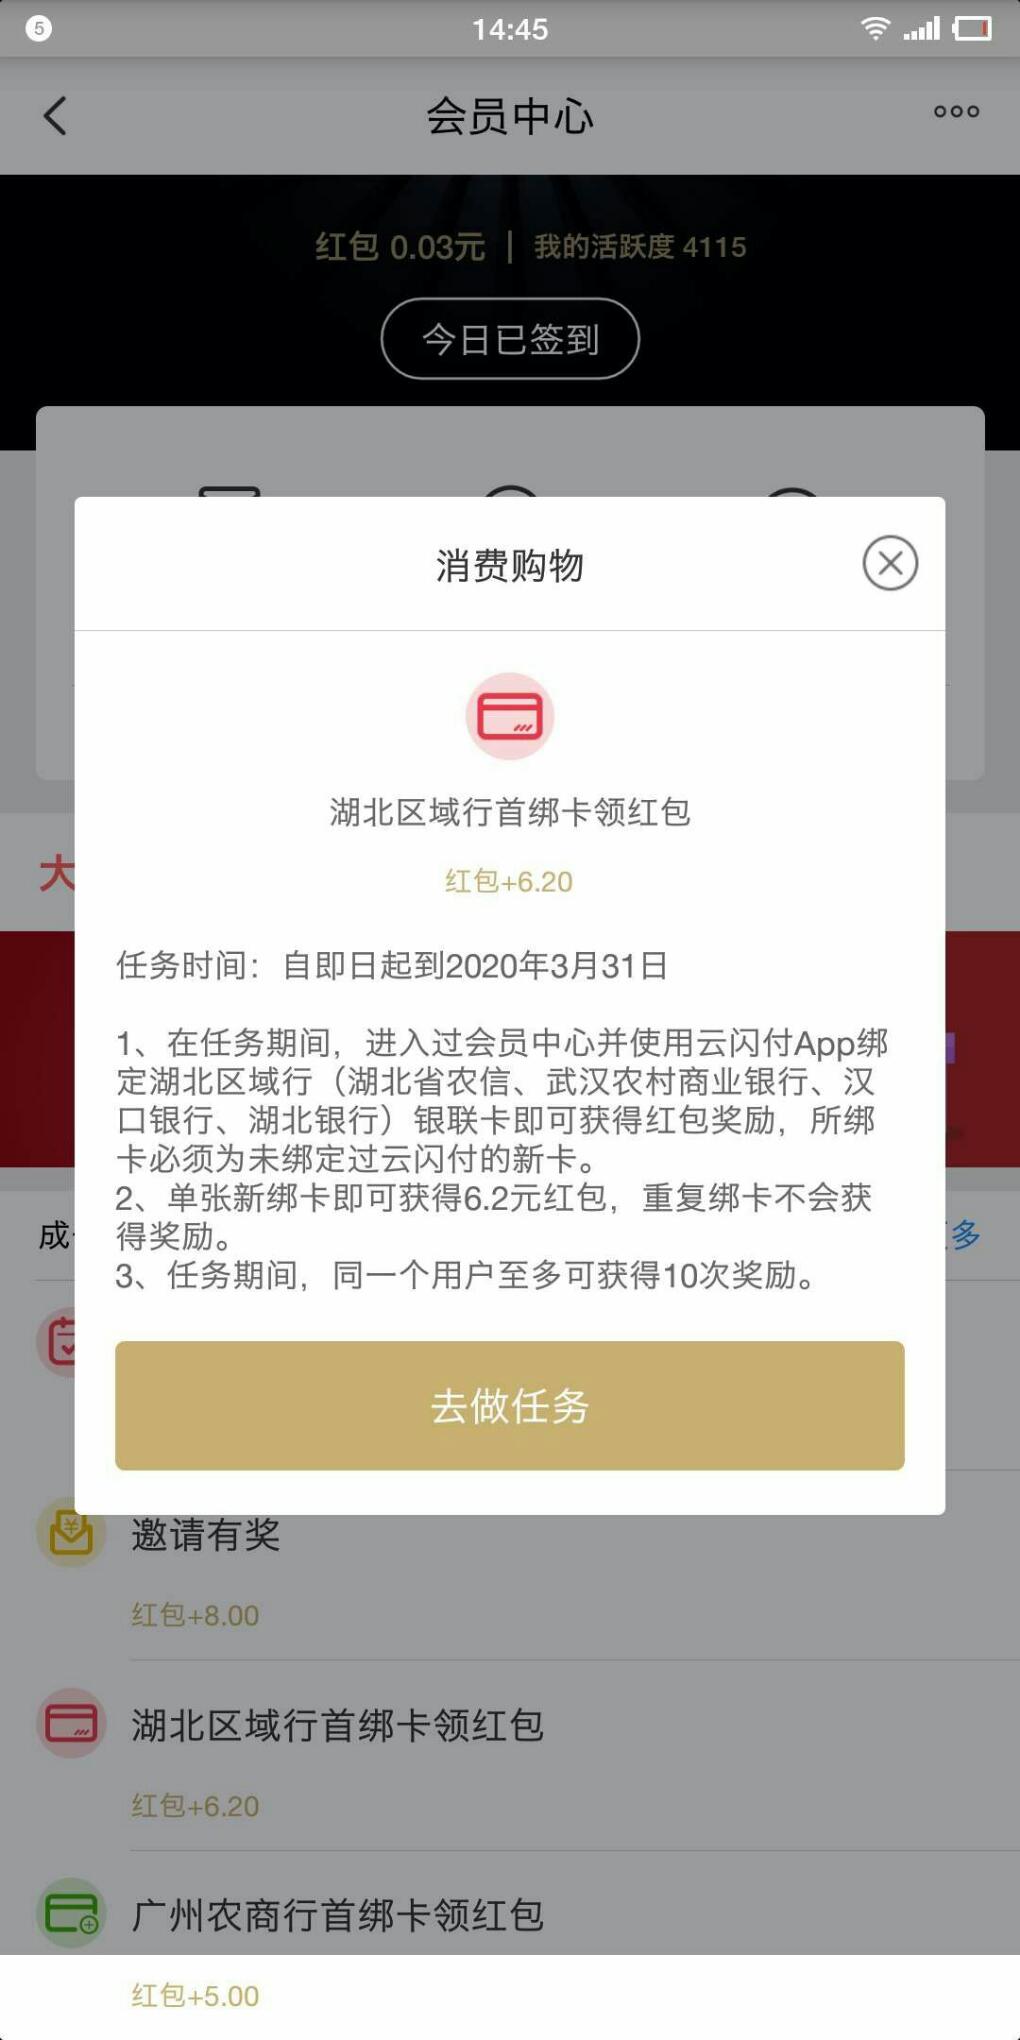 5
14:45
会员中心
红包 0.03元 | 我的活跃度 4115
今日已签到
消费购物
湖北区域行首绑卡领红包
红包+6.20
大
任务时间：自即日起到2020年3月31日
1、在任务期间，进入过会员中心并使用云闪付App绑
定湖北区域行（湖北省农信、武汉农村商业银行、汉
口银行、湖北银行）银联卡即可获得红包奖励，所绑
卡必须为未绑定过云闪付的新卡。
2、单张新绑卡即可获得6.2元红包，重复绑卡不会获
得奖励。
3、任务期间，同一个用户至多可获得10次奖励。
成
多
去做任务
邀请有奖
红包+8.00
湖北区域行首绑卡领红包
红包+6.20
广州农商行首绑卡领红包
红包+5.00